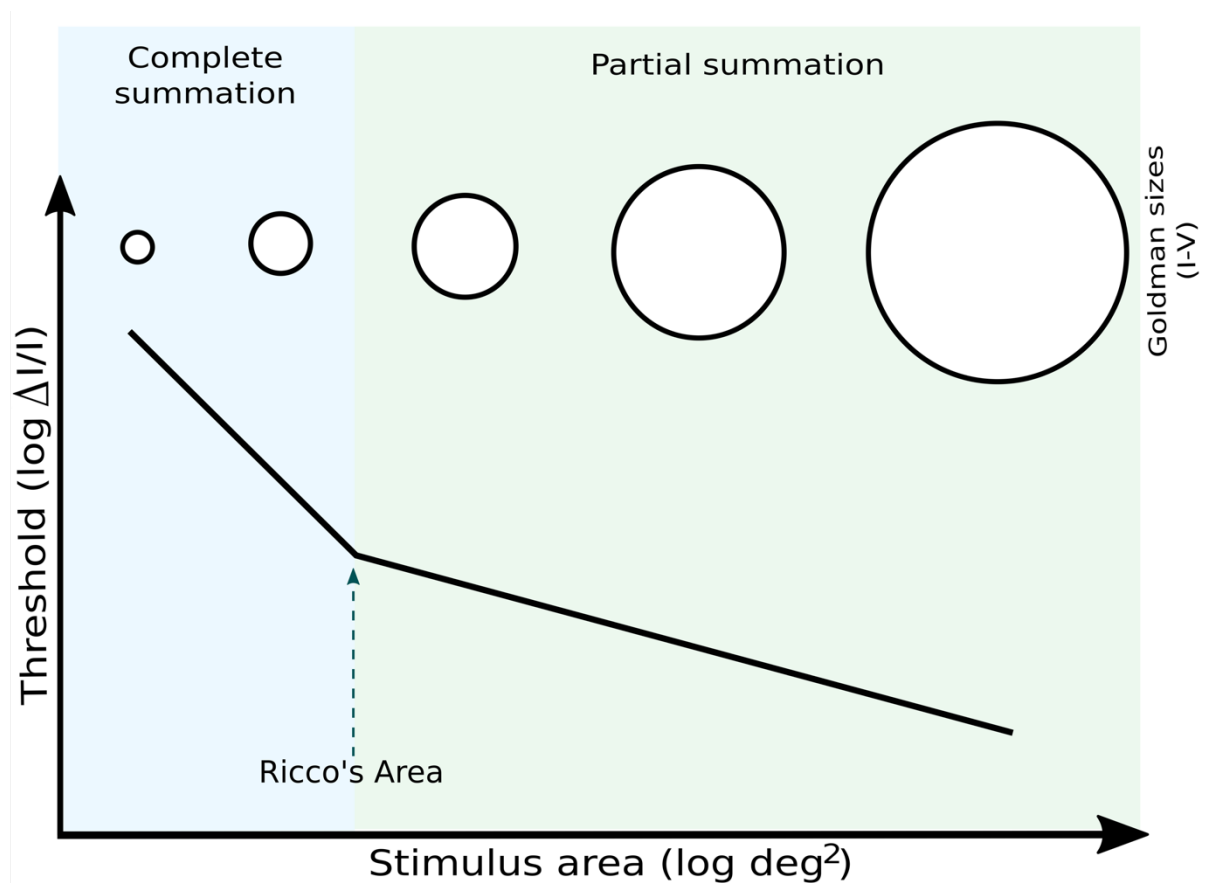 Complete
summation
Partial summation
Goldman sizes
(I-V)
Threshold (log ΔI/I)
Ricco's Area
Stimulus area (log deg²)